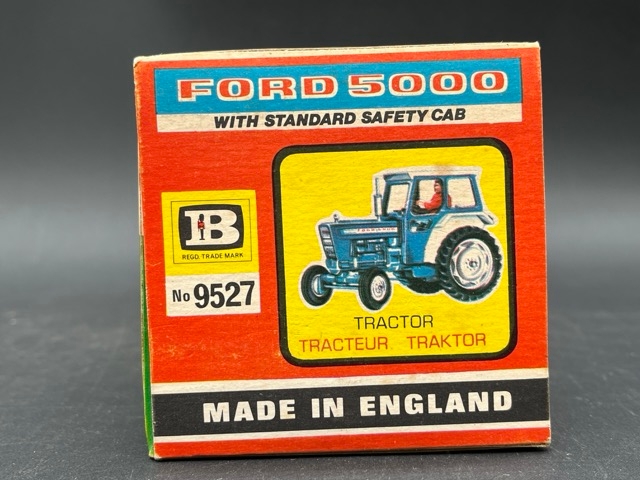 FORD 5000
WITH STANDARD SAFETY CAB
B
REGD. TRADE MARK
No 9527
TRACTOR
TRACTEUR TRAKTOR
MADE IN ENGLAND